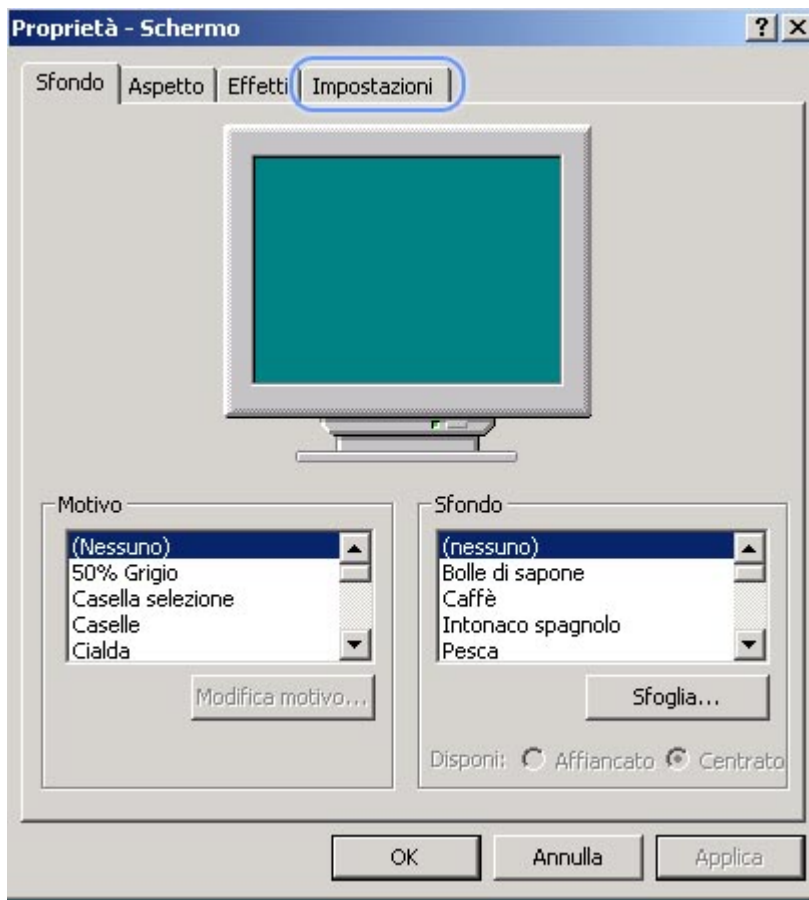 Proprietà - Schermo
Sfondo Aspetto Effetti Impostazioni
Motivo
(Nessuno)
50% Grigio
Casella selezione
Caselle
Cialda
Modifica motivo...
Sfondo
(nessuno)
Bolle di sapone
Caffè
Intonaco spagnolo
Pesca
Sfoglia...
Disponi: Affiancato Centrato
OK Annulla Applica